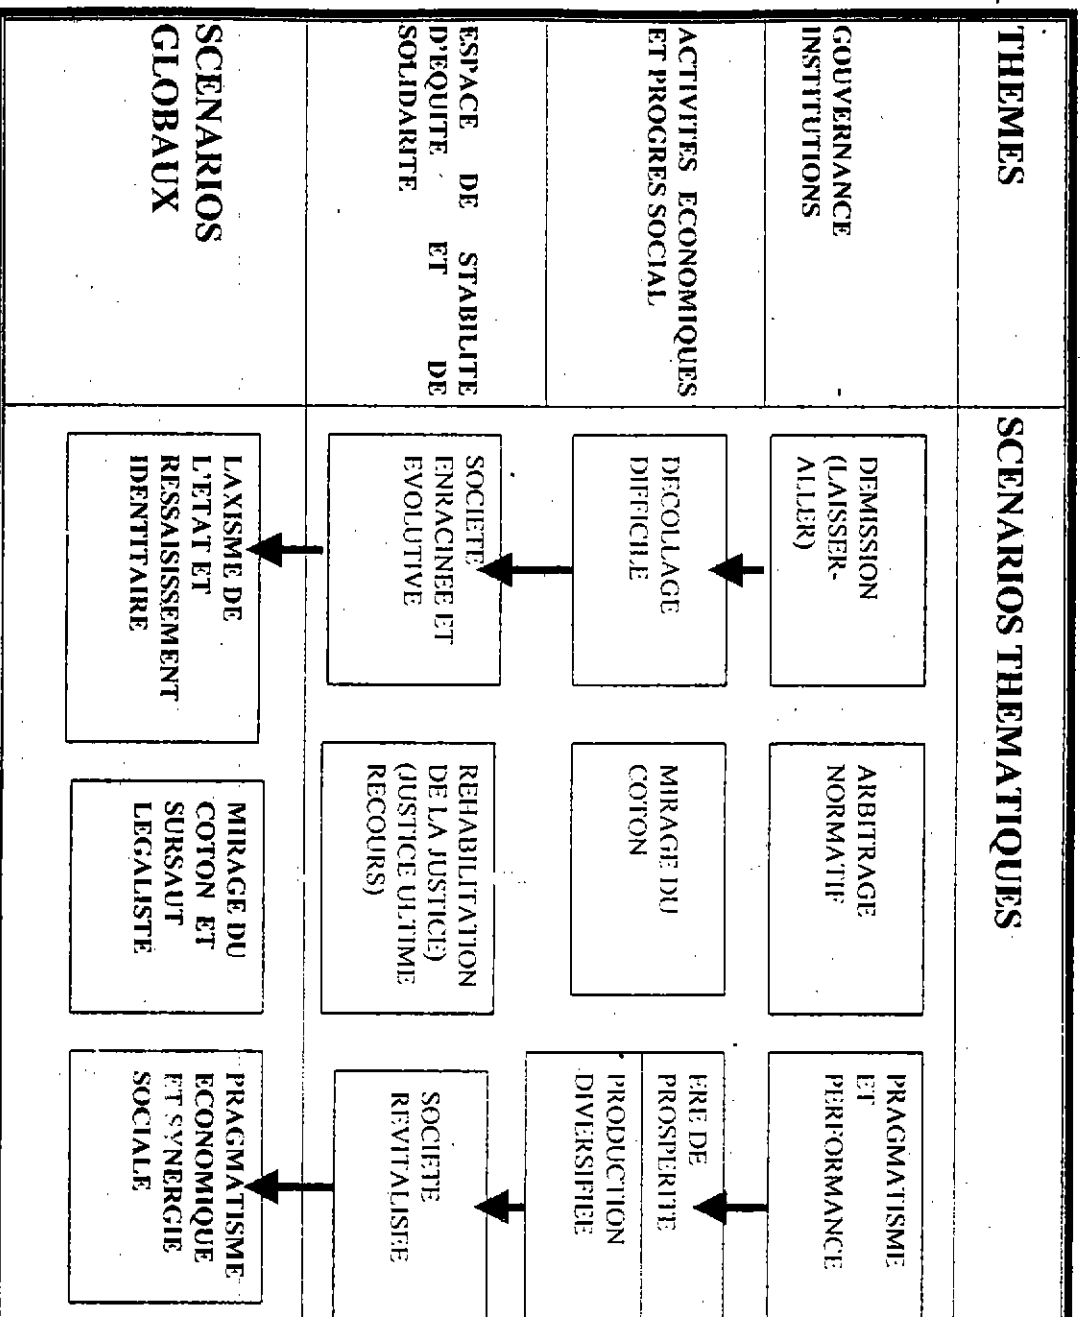 THEMES
SCENARIOS THEMATIQUES
GOUVERNANCE -
INSTITUTIONS
DEMISSION
(LAISSER-
ALLER)
ARBITRAGE
NORMATIF
PRAGMATISME
ET
PERFORMANCE
ACTIVITES ECONOMIQUES
ET PROGRES SOCIAL
DECOLLAGE
DIFFICILE
MIRAGE DU
COTON
ERE DE
PROSPERITE
PRODUCTION
DIVERSIFIEE
ESPACE DE STABILITE
D'EQUITE ET DE
SOLIDARITE
SOCIETE
ENRACINEE ET
EVOLUTIVE
REHABILITATION
DE LA JUSTICE)
(JUSTICE ULTIME
RECOURS)
SOCIETE
REVITALISEE
SCENARIOS
GLOBAUX
LAXISME DE
L'ETAT ET
RESSAISISSEMENT
IDENTITAIRE
MIRAGE DU
COTON ET
SURSAUT
LEGALISTE
PRAGMATISME
ECONOMIQUE
ET SYNERGIE
SOCIALE